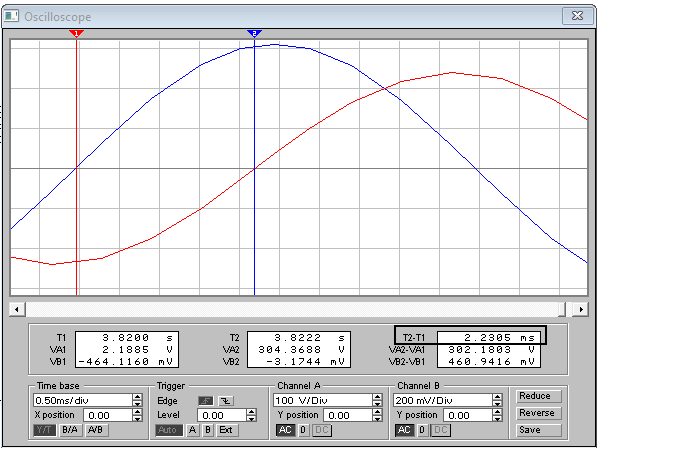 Oscilloscope
1 2
T1 3.8200 s T2 3.8222 s T2-T1 2.2305 ms
VA1 2.1885 V VA2 304.3688 V VA2-VA1 302.1803 V
VB1 -464.1160 mV VB2 -3.1744 mV VB2-VB1 460.9416 mV
Time base Trigger Channel A Channel B
0.50ms/div Edge 100 V/Div 200 mV/Div Reduce
X position 0.00 Level 0.00 Y position 0.00 Y position 0.00 Reverse
Y/T B/A A/B Auto A B Ext AC 0 DC AC 0 DC Save